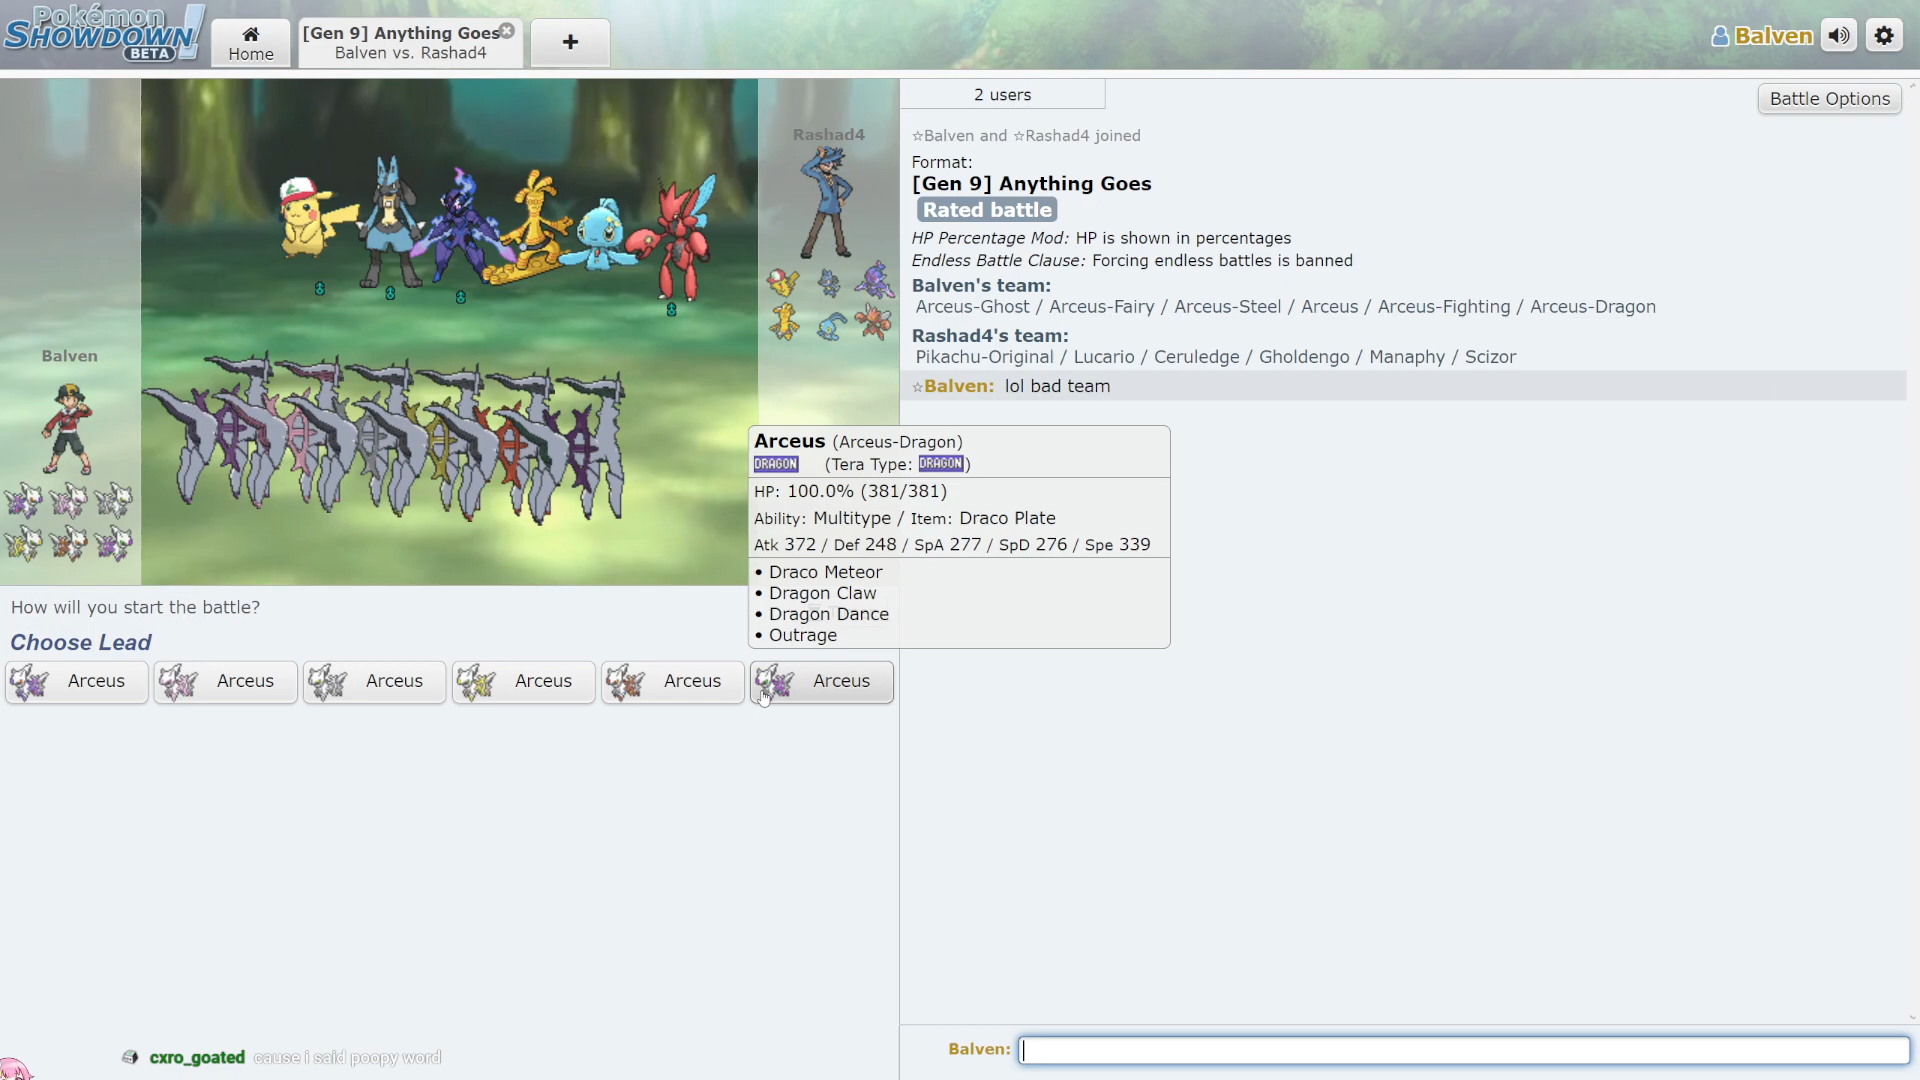 Pokémon
SHOWDOWN!
BETA
Home
[Gen 9] Anything Goes
Balven vs. Rashad4
+
Balven
2 users
Battle Options
☆Balven and ☆Rashad4 joined
Format:
[Gen 9] Anything Goes
Rated battle
HP Percentage Mod: HP is shown in percentages
Endless Battle Clause: Forcing endless battles is banned
Balven's team:
Arceus-Ghost / Arceus-Fairy / Arceus-Steel / Arceus / Arceus-Fighting / Arceus-Dragon
Rashad4's team:
Pikachu-Original / Lucario / Ceruledge / Gholdengo / Manaphy / Scizor
☆Balven: lol bad team
Rashad4
Balven
Arceus (Arceus-Dragon)
DRAGON (Tera Type: DRAGON)
HP: 100.0% (381/381)
Ability: Multitype / Item: Draco Plate
Atk 372 / Def 248 / SpA 277 / SpD 276 / Spe 339
• Draco Meteor
• Dragon Claw
• Dragon Dance
• Outrage
How will you start the battle?
Choose Lead
Arceus Arceus Arceus Arceus Arceus Arceus
cxro_goated cause i said poopy word
Balven: